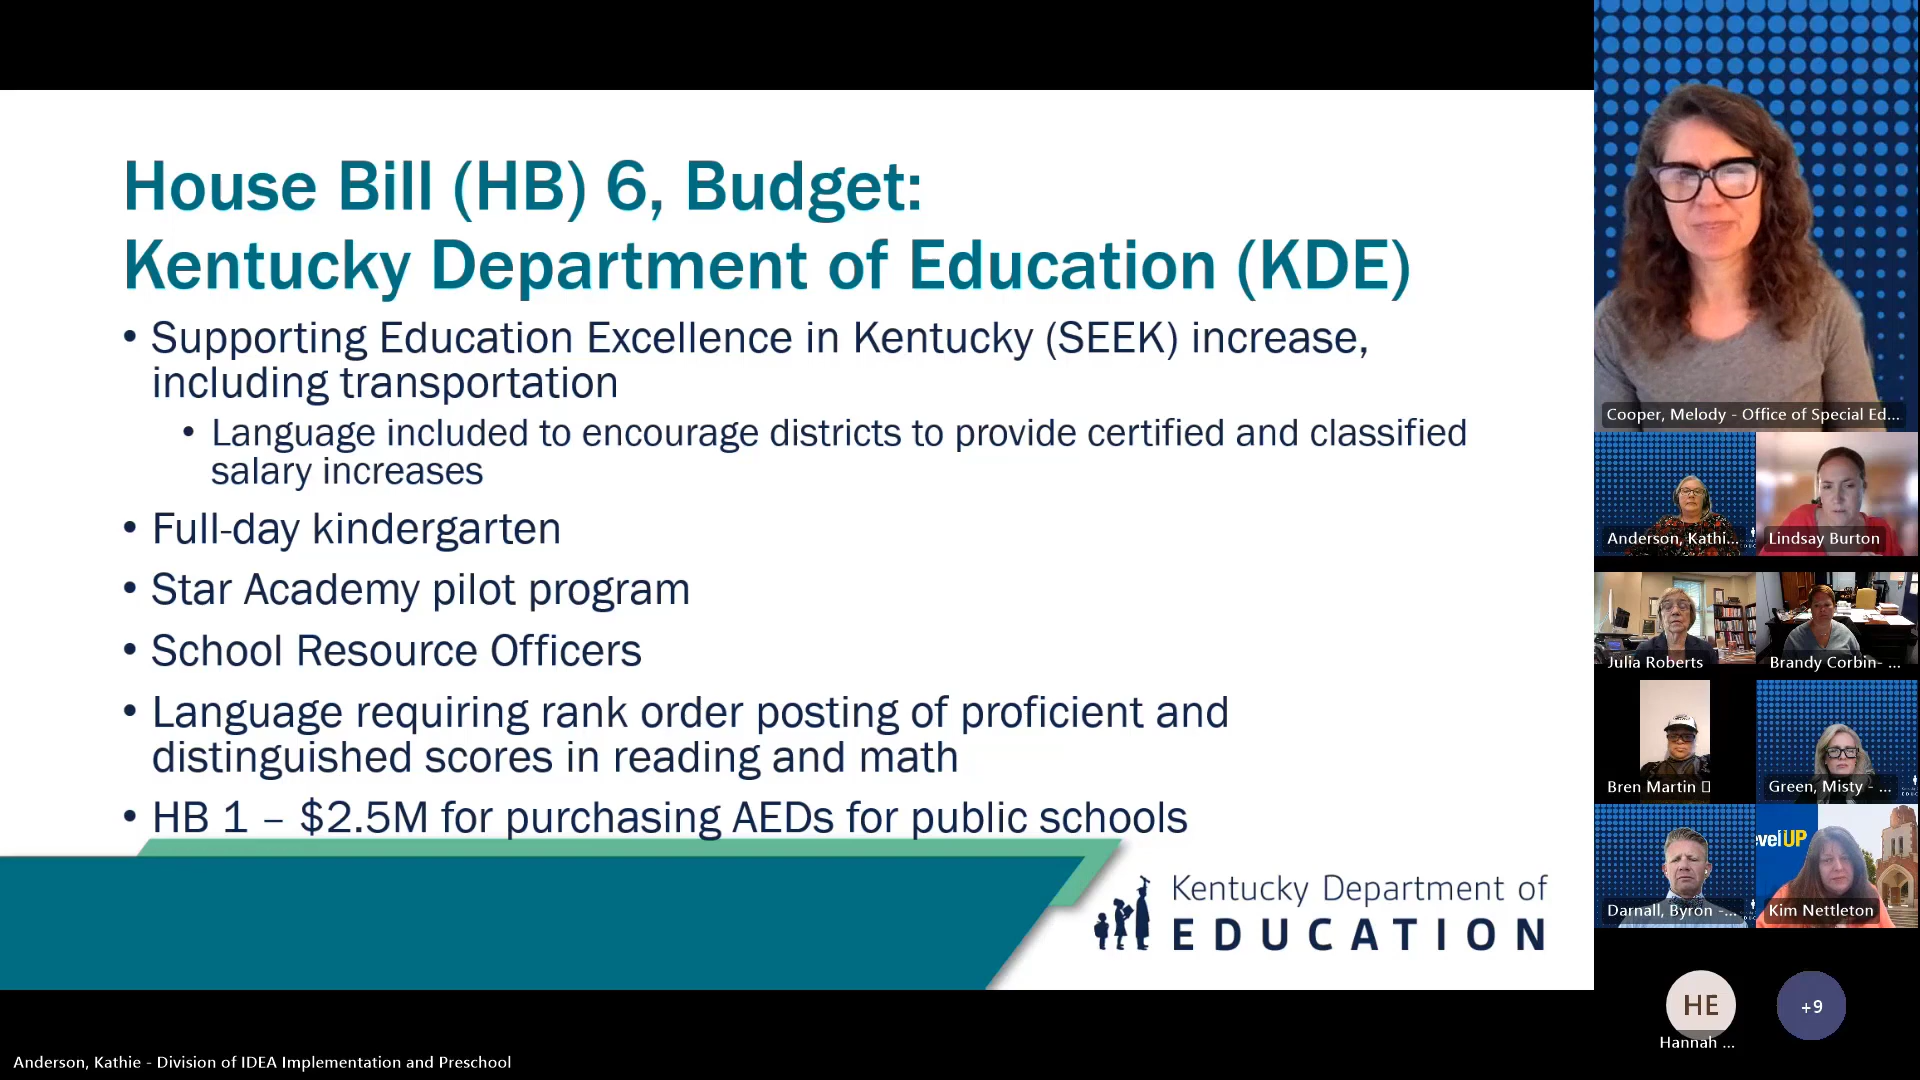 House Bill (HB) 6, Budget:
Kentucky Department of Education (KDE)
• Supporting Education Excellence in Kentucky (SEEK) increase,
including transportation
• Language included to encourage districts to provide certified and classified
salary increases
• Full-day kindergarten
• Star Academy pilot program
• School Resource Officers
• Language requiring rank order posting of proficient and
distinguished scores in reading and math
• HB 1 – $2.5M for purchasing AEDs for public schools
Kentucky Department of
EDUCATION
Cooper, Melody - Office of Special Ed...
Anderson, Kathi...
Lindsay Burton
Julia Roberts
Brandy Corbin- ...
Bren Martin
Green, Misty - ...
evelUP
Darnall, Byron -...
Kim Nettleton
HE
+9
Hannah ...
Anderson, Kathie - Division of IDEA Implementation and Preschool